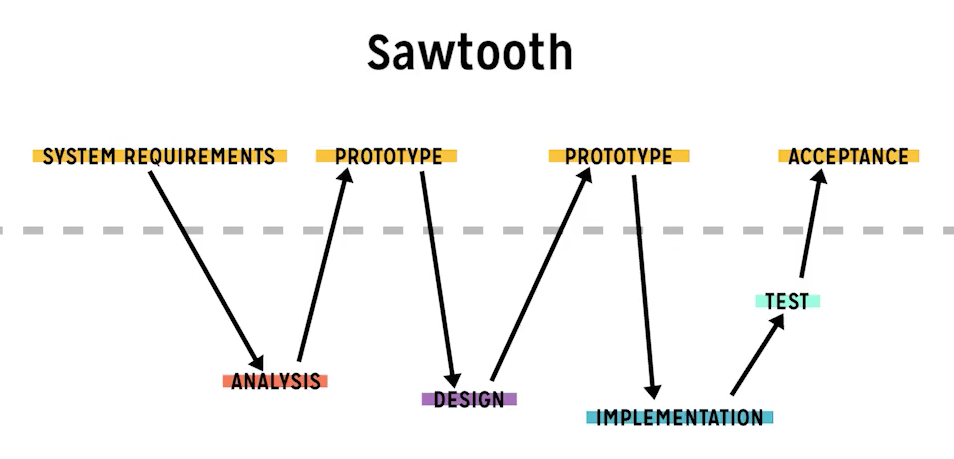 Sawtooth
SYSTEM REQUIREMENTS
PROTOTYPE
PROTOTYPE
ACCEPTANCE
TEST
ANALYSIS
DESIGN
IMPLEMENTATION